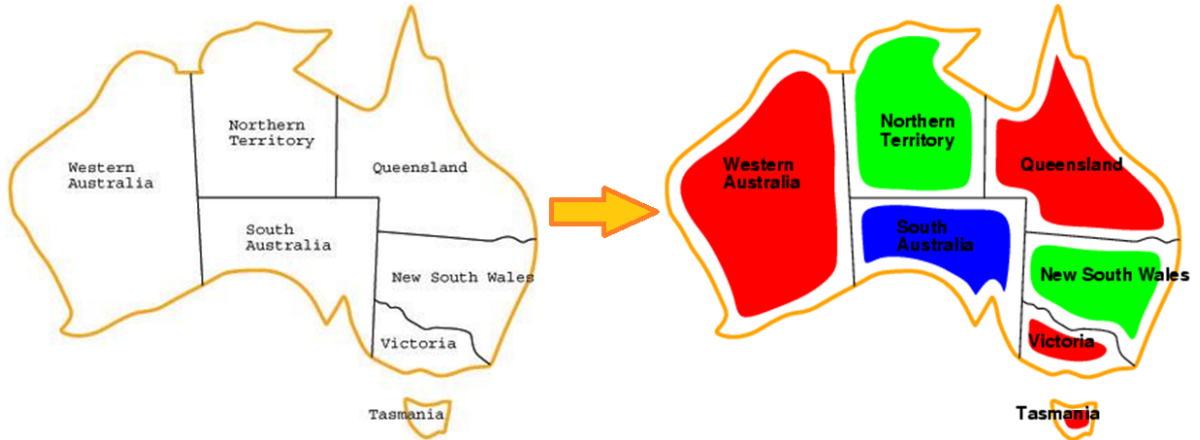 Northern
Territory
Western
Australia
Queensland
South
Australia
New South Wales
Victoria
Tasmania
Northern
Territory
Western
Australia
Queensland
South
Australia
New South Wales
Victoria
Tasmania